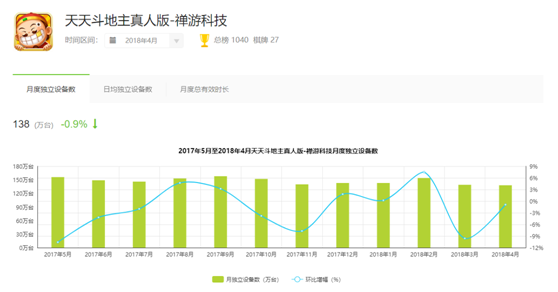 天天斗地主真人版-禅游科技
时间区间： 2018年4月 总榜 1040 棋牌 27
月度独立设备数 日均独立设备数 月度总有效时长
138 (万台) -0.9%
2017年5月至2018年4月天天斗地主真人版-禅游科技月度独立设备数
180万台 9%
150万台 6%
120万台 3%
0%
90万台
-3%
60万台
-6%
30万台 -9%
0万台 -12%
2017年5月 2017年6月 2017年7月 2017年8月 2017年9月 2017年10月 2017年11月 2017年12月 2018年1月 2018年2月 2018年3月 2018年4月
月独立设备数（万台） 环比增幅（%）